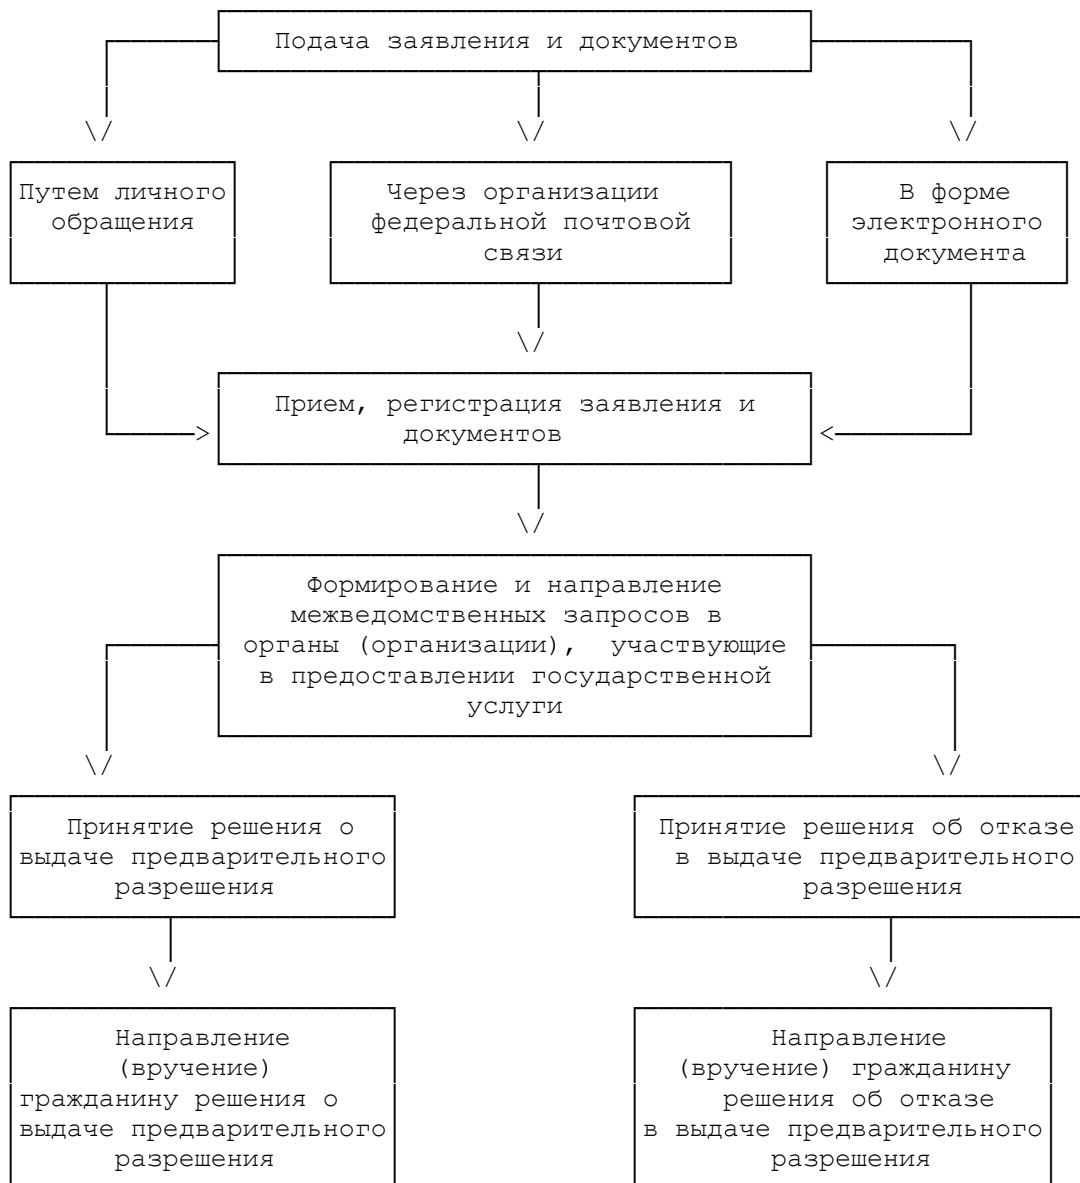 Подача заявления и документов
Путем личного
обращения
Через организации
федеральной почтовой
связи
В форме
электронного
документа
Прием, регистрация заявления и
документов
Формирование и направление
межведомственных запросов в
органы (организации), участвующие
в предоставлении государственной
услуги
Принятие решения о
выдаче предварительного
разрешения
Принятие решения об отказе
в выдаче предварительного
разрешения
Направление
(вручение)
гражданину решения о
выдаче предварительного
разрешения
Направление
(вручение) гражданину
решения об отказе
в выдаче предварительного
разрешения